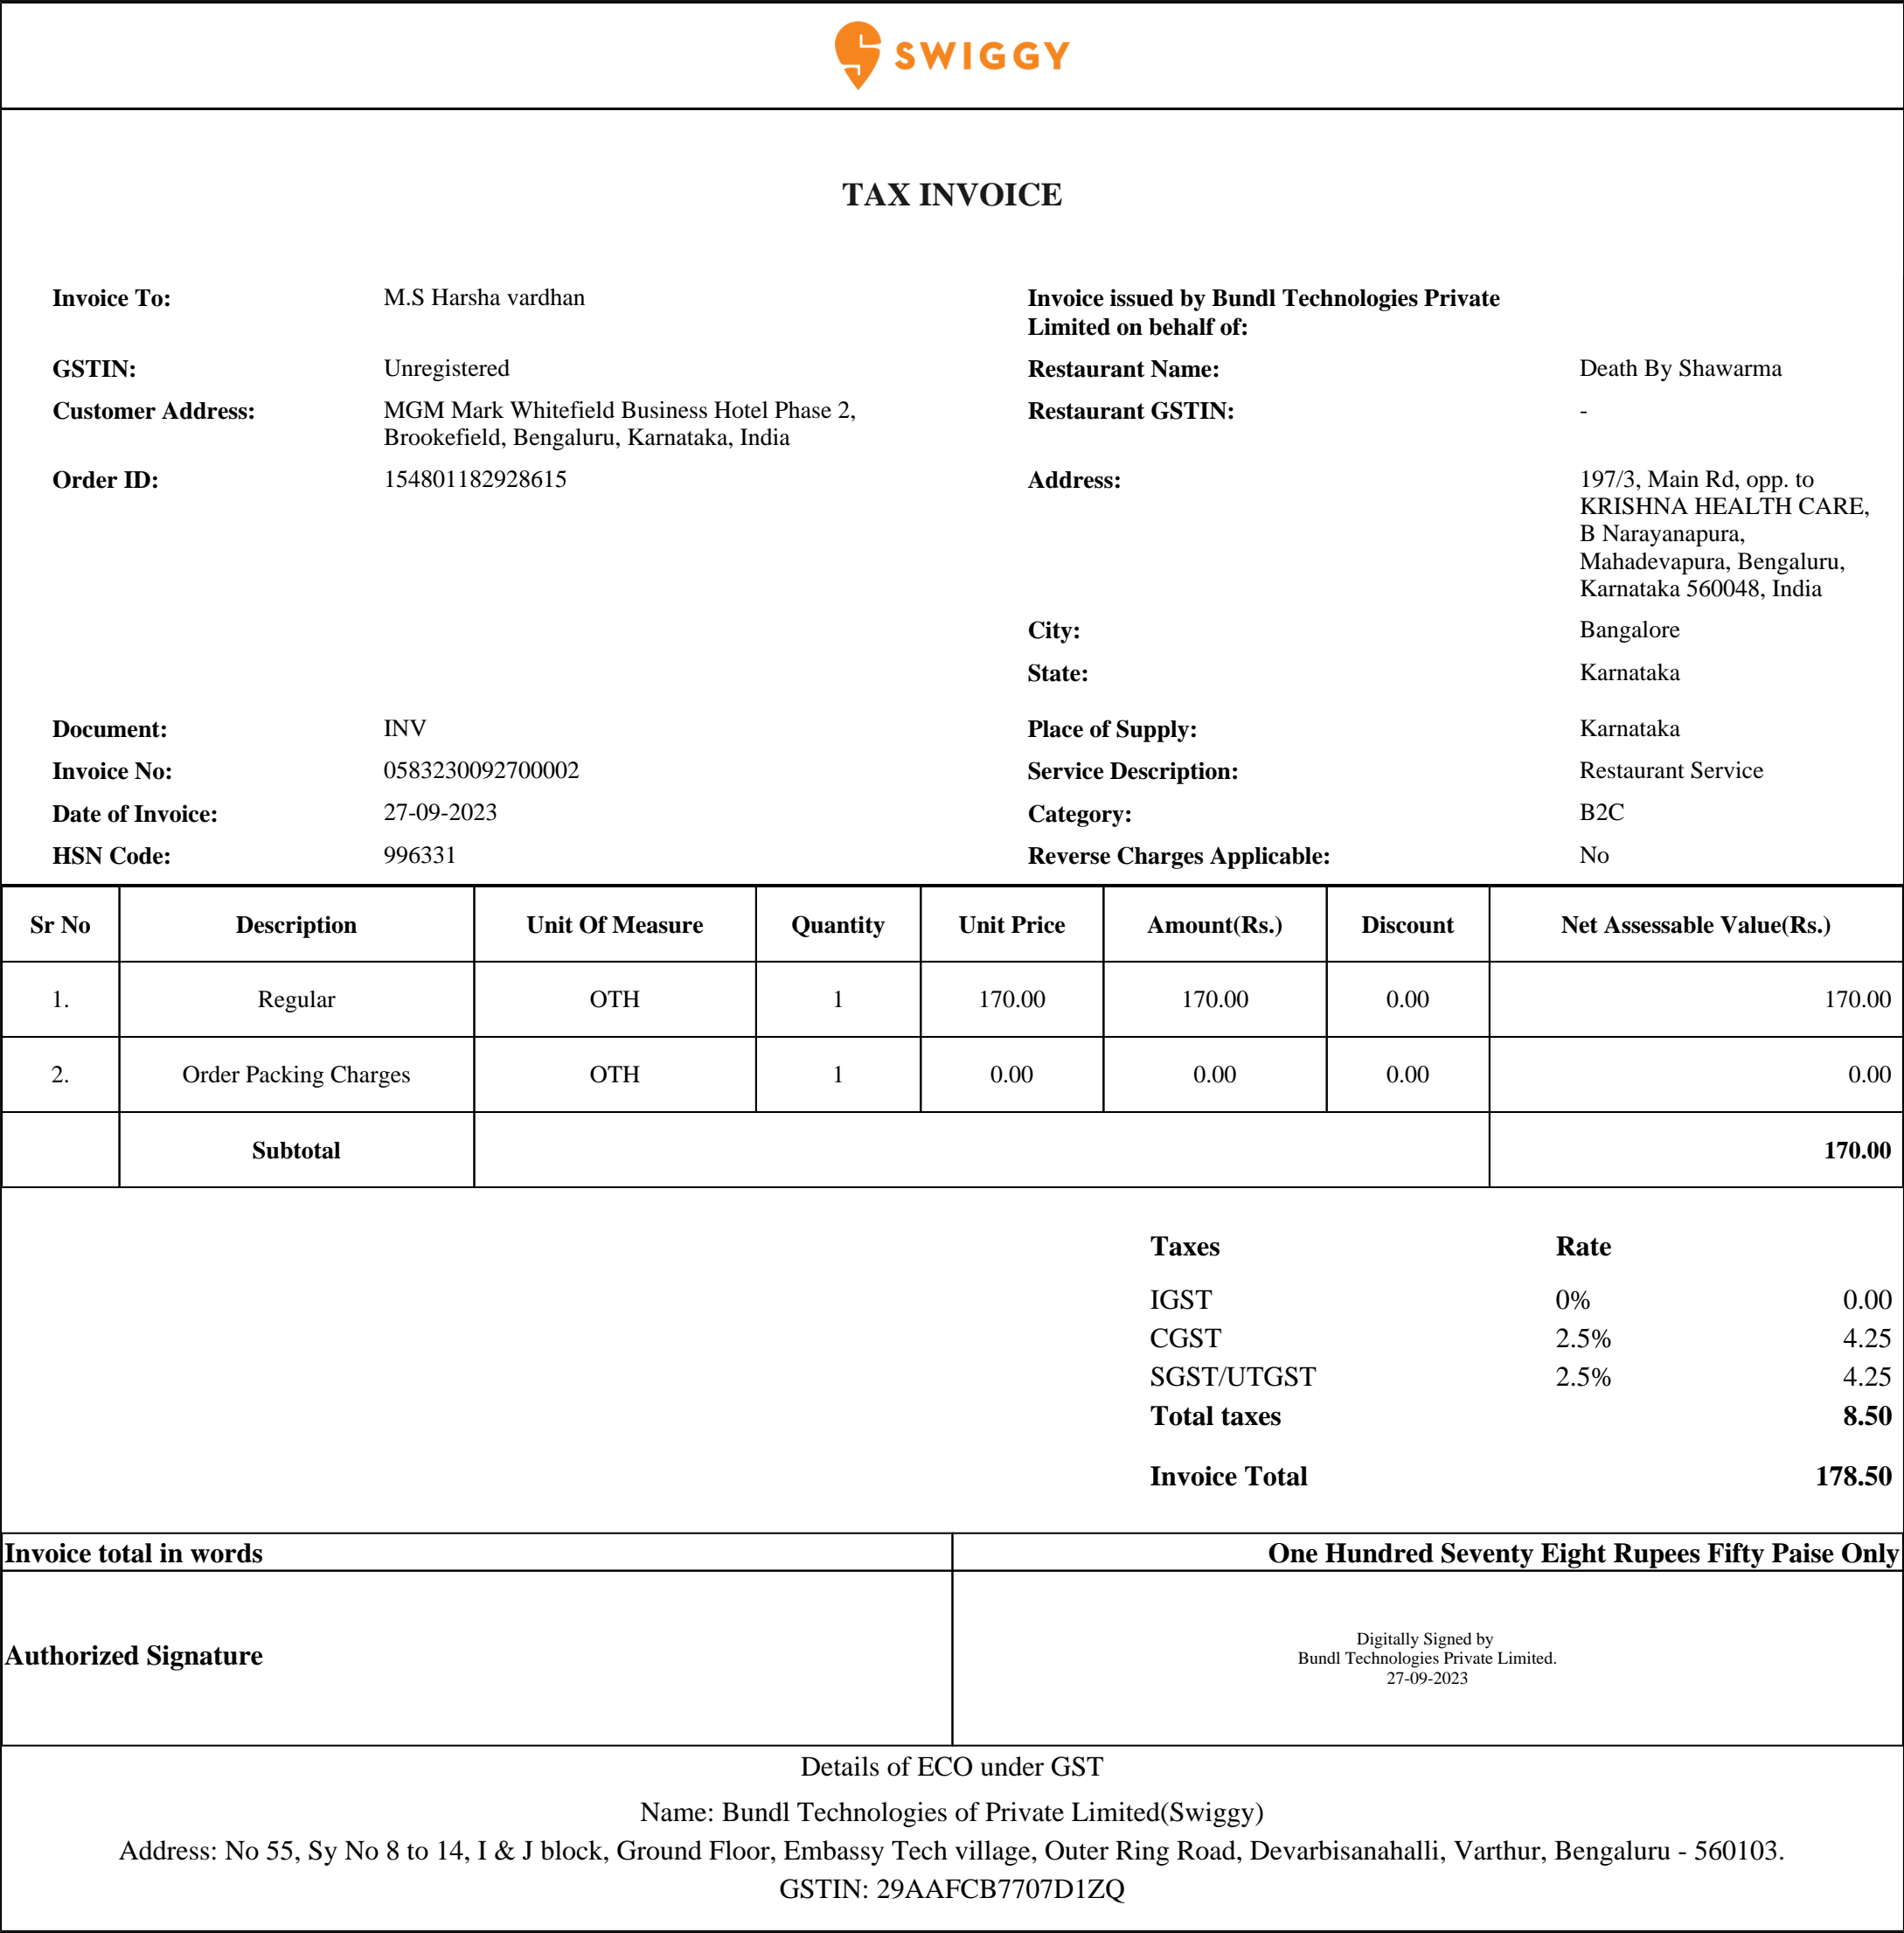 SWIGGY
TAX INVOICE
Invoice To: M.S Harsha vardhan
Invoice issued by Bundl Technologies Private
Limited on behalf of:
GSTIN: Unregistered
Restaurant Name: Death By Shawarma
Customer Address: MGM Mark Whitefield Business Hotel Phase 2,
Brookefield, Bengaluru, Karnataka, India
Restaurant GSTIN: -
Order ID: 154801182928615
Address: 197/3, Main Rd, opp. to
KRISHNA HEALTH CARE,
B Narayanapura,
Mahadevapura, Bengaluru,
Karnataka 560048, India
City: Bangalore
State: Karnataka
Document: INV
Place of Supply: Karnataka
Invoice No: 0583230092700002
Service Description: Restaurant Service
Date of Invoice: 27-09-2023
Category: B2C
HSN Code: 996331
Reverse Charges Applicable: No
Sr No Description Unit Of Measure Quantity Unit Price Amount(Rs.) Discount Net Assessable Value(Rs.)
1. Regular OTH 1 170.00 170.00 0.00 170.00
2. Order Packing Charges OTH 1 0.00 0.00 0.00 0.00
Subtotal 170.00
Taxes Rate
IGST 0% 0.00
CGST 2.5% 4.25
SGST/UTGST 2.5% 4.25
Total taxes 8.50
Invoice Total 178.50
Invoice total in words One Hundred Seventy Eight Rupees Fifty Paise Only
Authorized Signature
Digitally Signed by
Bundl Technologies Private Limited.
27-09-2023
Details of ECO under GST
Name: Bundl Technologies of Private Limited(Swiggy)
Address: No 55, Sy No 8 to 14, I & J block, Ground Floor, Embassy Tech village, Outer Ring Road, Devarbisanahalli, Varthur, Bengaluru - 560103.
GSTIN: 29AAFCB7707D1ZQ